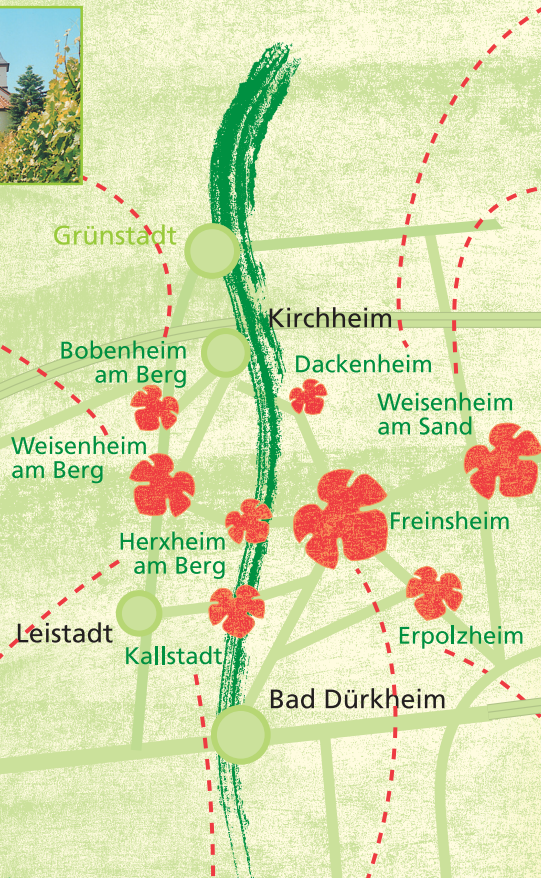 Grünstadt
Kirchheim
Bobenheim
am Berg
Dackenheim
Weisenheim
am Sand
Weisenheim
am Berg
Freinsheim
Herxheim
am Berg
Leistadt
Erpolzheim
Kallstadt
Bad Dürkheim